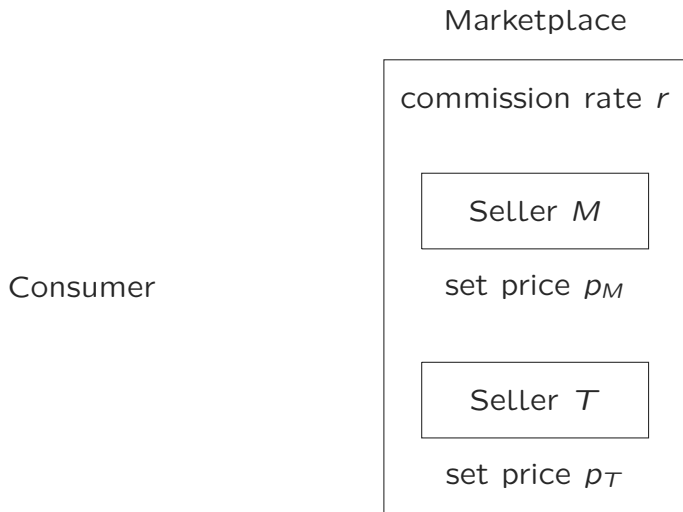 Marketplace
commission rate r
Seller M
Consumer
set price p_M
Seller T
set price p_T